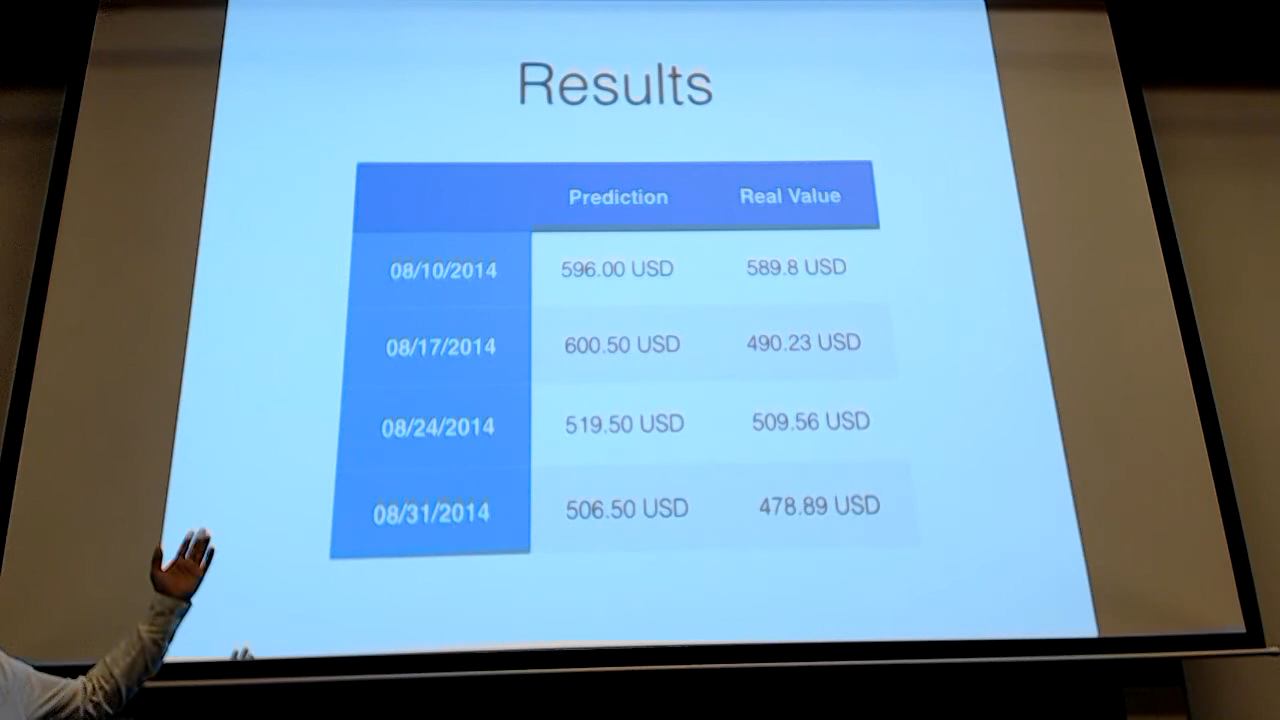 Results
Prediction Real Value
08/10/2014 596.00 USD 589.8 USD
08/17/2014 600.50 USD 490.23 USD
08/24/2014 519.50 USD 509.56 USD
08/31/2014 506.50 USD 478.89 USD